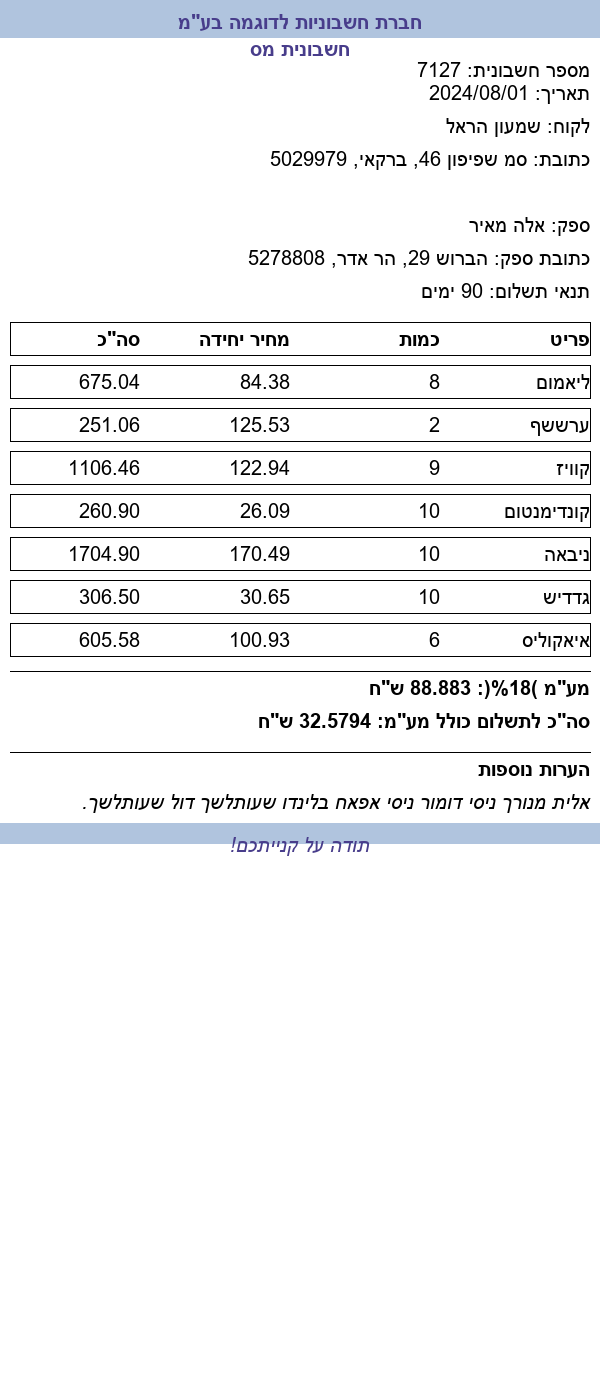 חברת חשבוניות לדוגמה בע"מ
חשבונית מס
מספר חשבונית: 7127
תאריך: 2024/08/01
לקוח: שמעון הראל
כתובת: סמ שפיפון 46, ברקאי, 5029979
ספק: אלה מאיר
כתובת ספק: הברוש 29, הר אדר, 5278808
תנאי תשלום: 90 ימים
פריט כמות מחיר יחידה סה"כ
ליאמום 8 84.38 675.04
ערששף 2 125.53 251.06
קוויז 9 122.94 1106.46
קונדימנטום 10 26.09 260.90
ניבאה 10 170.49 1704.90
גדדיש 10 30.65 306.50
איאקוליס 6 100.93 605.58
מע"מ )18%(: 88.883 ש"ח
סה"כ לתשלום כולל מע"מ: 32.5794 ש"ח
הערות נוספות
אלית מנורך ניסי דומור ניסי אפאח בלינדו שעותלשך דול שעותלשך.
תודה על קנייתכם!